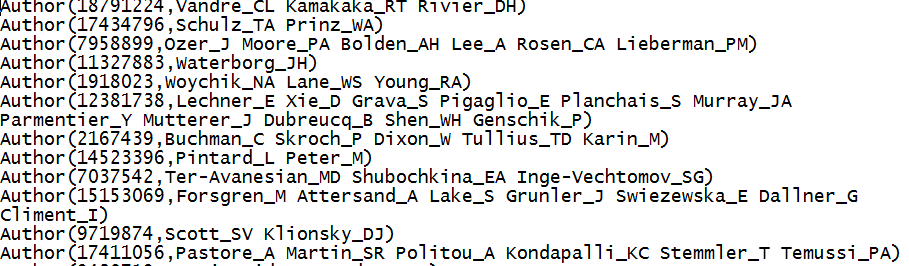 Author(18791224,Vandre_CL Kamakaka_RT Rivier_DH)
Author(17434796,Schulz_TA Prinz_WA)
Author(7958899,Ozer_J Moore_PA Bolden_AH Lee_A Rosen_CA Lieberman_PM)
Author(11327883,Waterborg_JH)
Author(1918023,Woychik_NA Lane_WS Young_RA)
Author(12381738,Lechner_E Xie_D Grava_S Pigaglio_E Planchais_S Murray_JA
Parmentier_Y Mutterer_J Dubreucq_B Shen_WH Genschik_P)
Author(2167439,Buchman_C Skroch_P Dixon_W Tullius_TD Karin_M)
Author(14523396,Pintard_L Peter_M)
Author(7037542,Ter-Avanesian_MD Shubochkina_EA Inge-Vechtomov_SG)
Author(15153069,Forsgren_M Attersand_A Lake_S Grunler_J Swiezewska_E Dallner_G
Climent_I)
Author(9719874,Scott_SV Klionsky_DJ)
Author(17411056,Pastore_A Martin_SR Politou_A Kondapalli_KC Stemmler_T Temussi_PA)